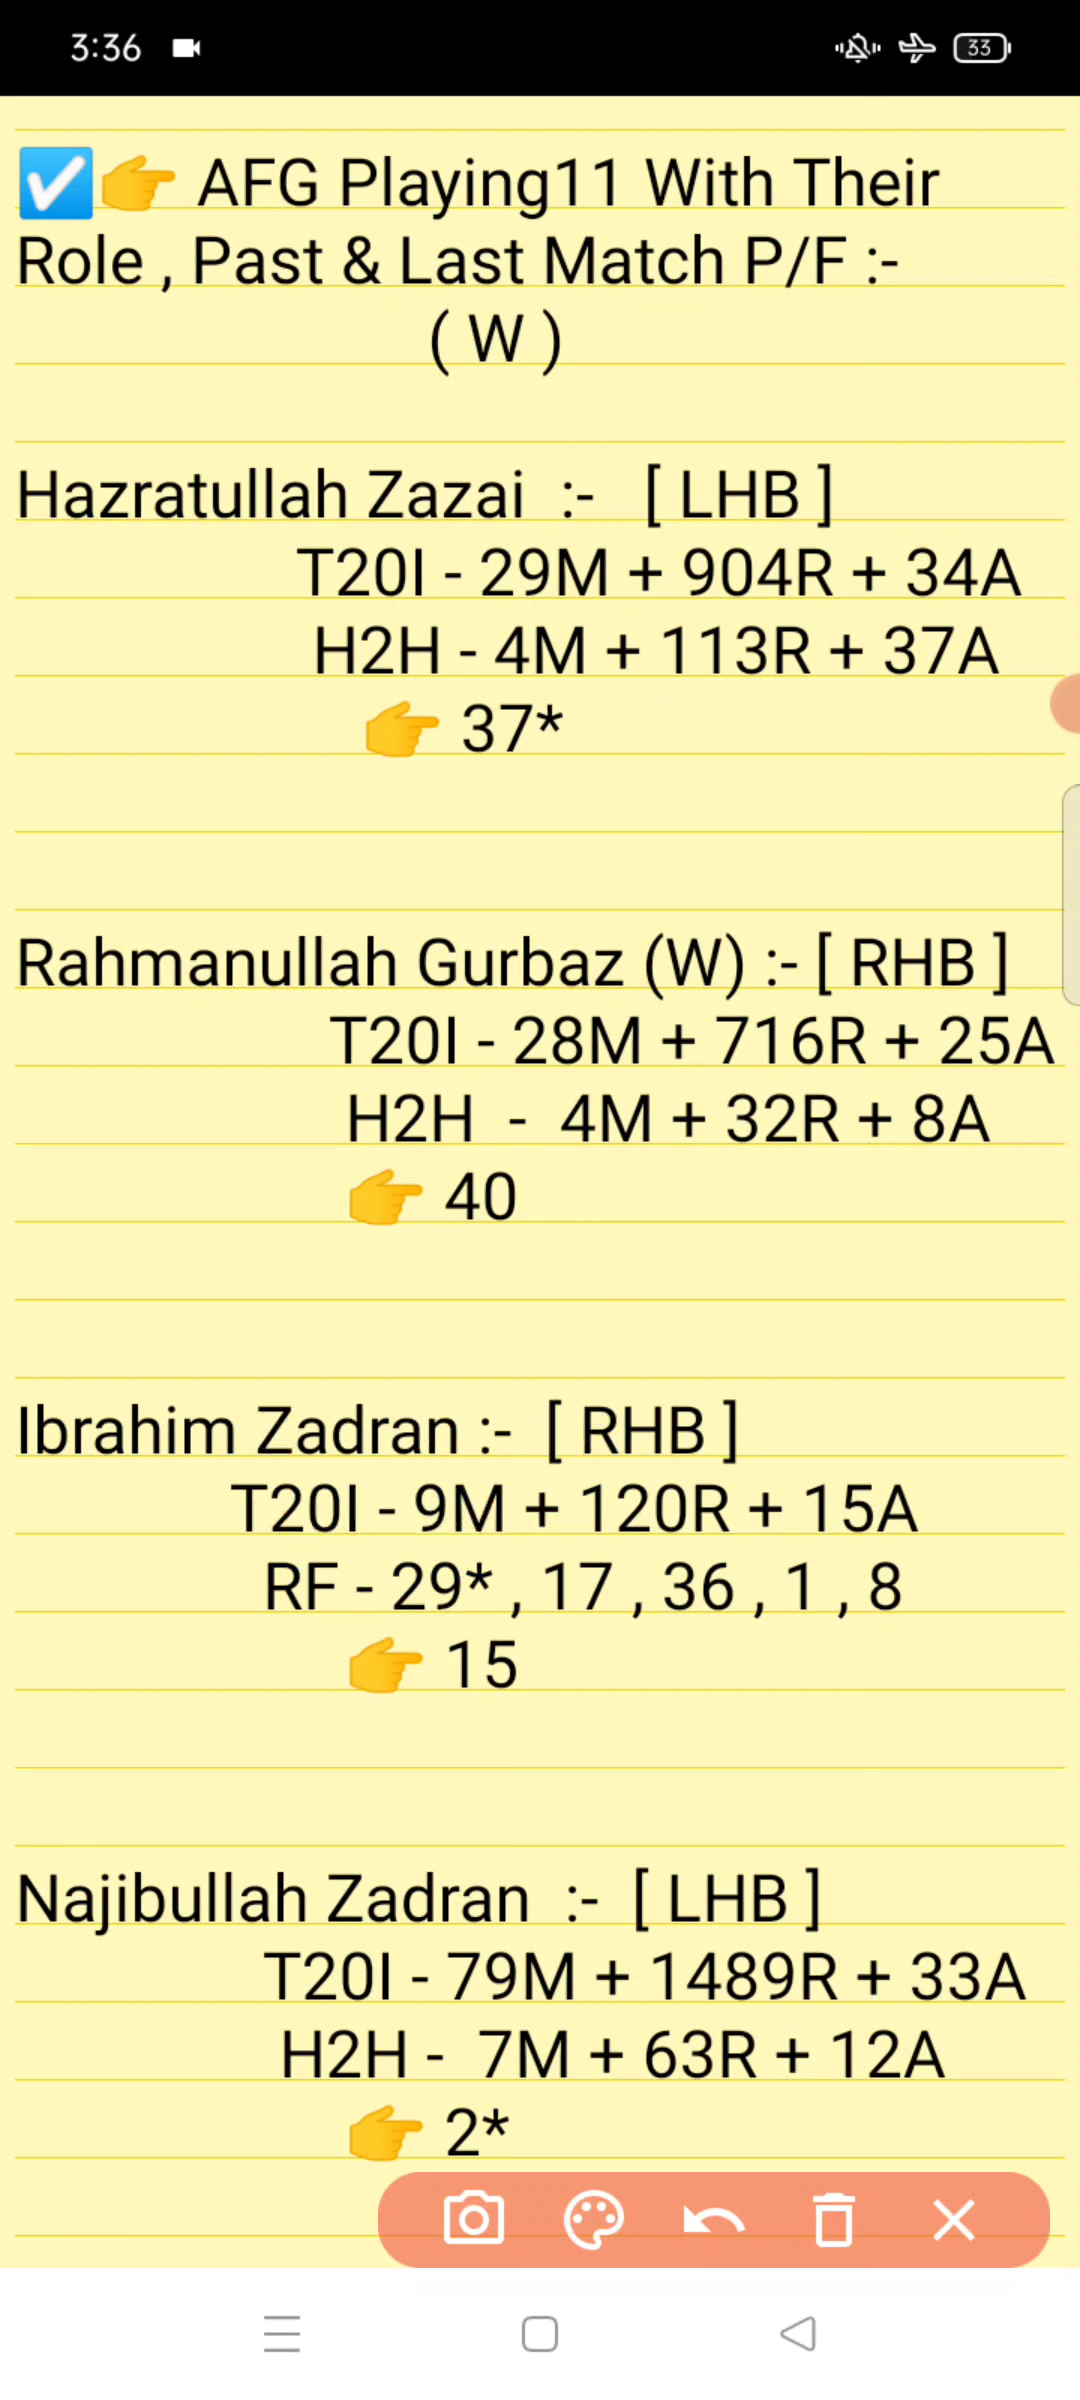 3:36
33
✅👉 AFG Playing11 With Their
Role , Past & Last Match P/F :-
( W )
Hazratullah Zazai :- [ LHB ]
T20I - 29M + 904R + 34A
H2H - 4M + 113R + 37A
👉 37*
Rahmanullah Gurbaz (W) :- [ RHB ]
T20I - 28M + 716R + 25A
H2H - 4M + 32R + 8A
👉 40
Ibrahim Zadran :- [ RHB ]
T20I - 9M + 120R + 15A
RF - 29* , 17 , 36 , 1 , 8
👉 15
Najibullah Zadran :- [ LHB ]
T20I - 79M + 1489R + 33A
H2H - 7M + 63R + 12A
👉 2*